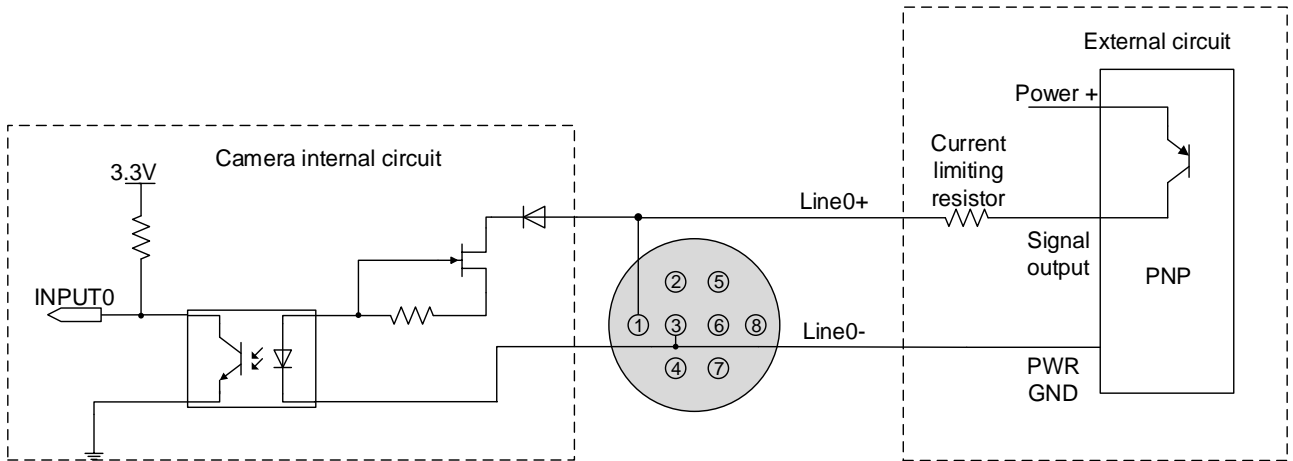 External circuit
Power +
Camera internal circuit
Current
limiting
resistor
3.3V
Line0+
Signal
output
PNP
INPUT0
2
5
1
3
6
8
Line0-
4
7
PWR
GND